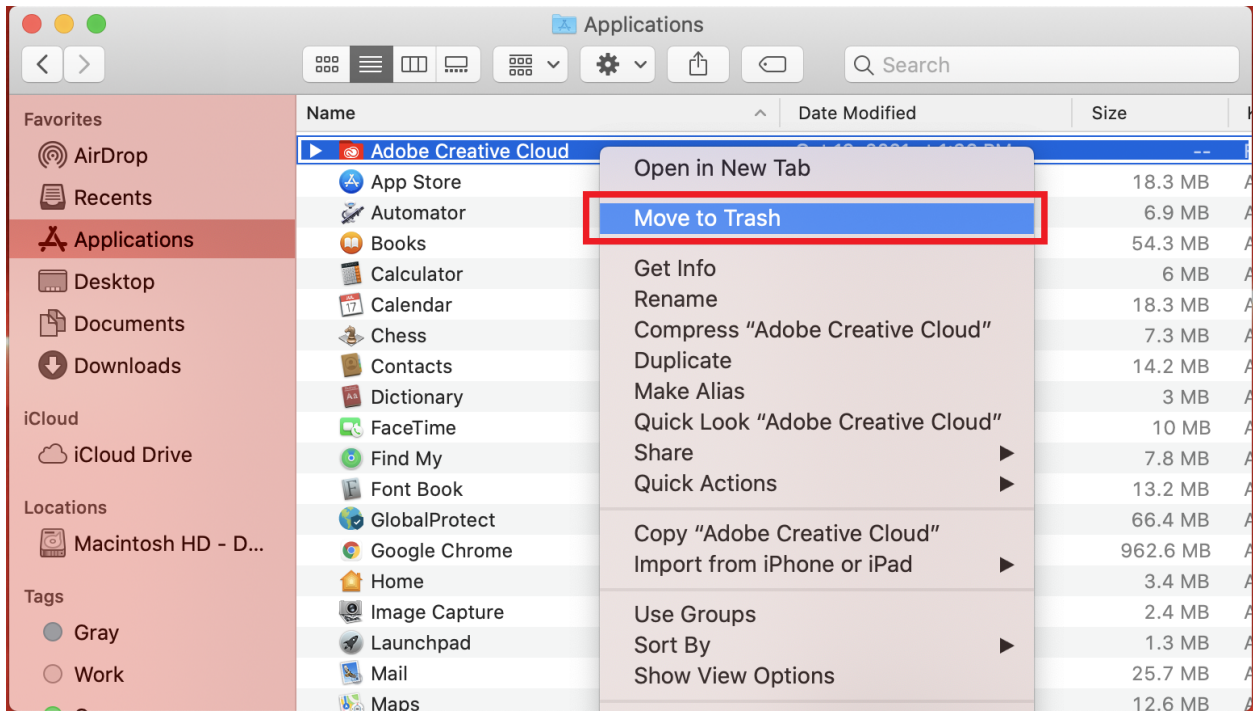 Applications
Search
Favorites
AirDrop
Recents
Applications
Desktop
Documents
Downloads
iCloud
iCloud Drive
Locations
Macintosh HD - D...
Tags
Gray
Work
Name Date Modified Size
Adobe Creative Cloud --
App Store 18.3 MB
Automator 6.9 MB
Books 54.3 MB
Calculator 6 MB
Calendar 18.3 MB
Chess 7.3 MB
Contacts 14.2 MB
Dictionary 3 MB
FaceTime 10 MB
Find My 7.8 MB
Font Book 13.2 MB
GlobalProtect 66.4 MB
Google Chrome 962.6 MB
Home 3.4 MB
Image Capture 2.4 MB
Launchpad 1.3 MB
Mail 25.7 MB
Maps 12.6 MB
Open in New Tab
Move to Trash
Get Info
Rename
Compress “Adobe Creative Cloud”
Duplicate
Make Alias
Quick Look “Adobe Creative Cloud”
Share
Quick Actions
Copy “Adobe Creative Cloud”
Import from iPhone or iPad
Use Groups
Sort By
Show View Options